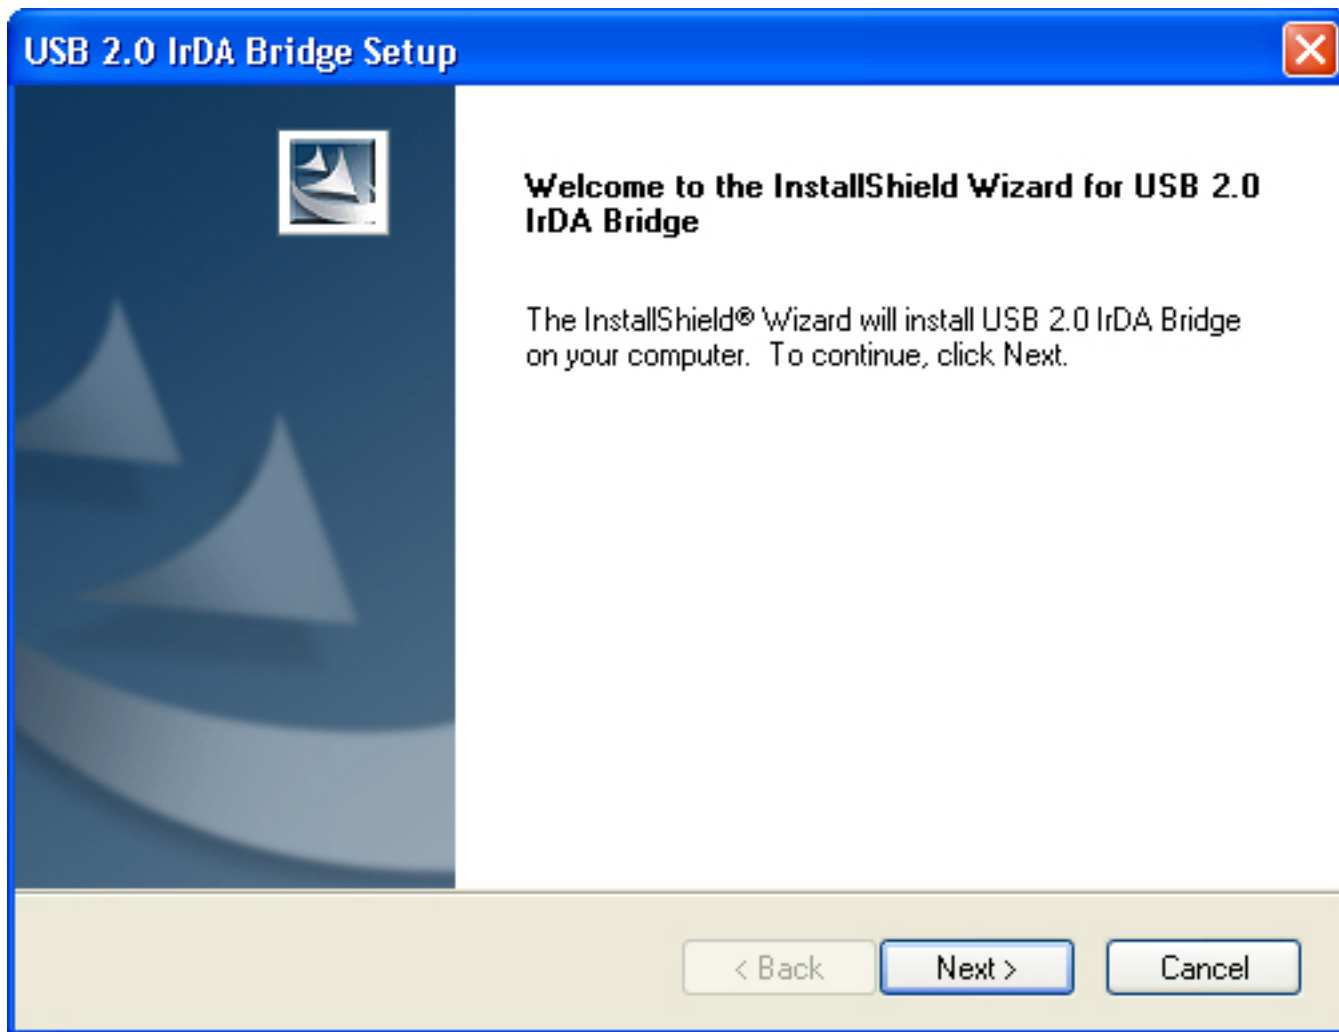 USB 2.0 IrDA Bridge Setup
Welcome to the InstallShield Wizard for USB 2.0
IrDA Bridge
The InstallShield® Wizard will install USB 2.0 IrDA Bridge
on your computer.  To continue, click Next.
< Back
Next >
Cancel